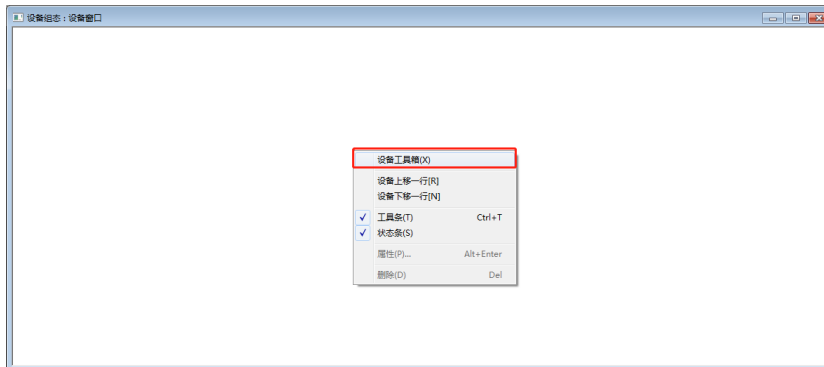 设备组态：设备窗口
设备工具箱(X)
设备上移一行[R]
设备下移一行[N]
工具条(T) Ctrl+T
状态条(S)
属性(P)... Alt+Enter
删除(D) Del